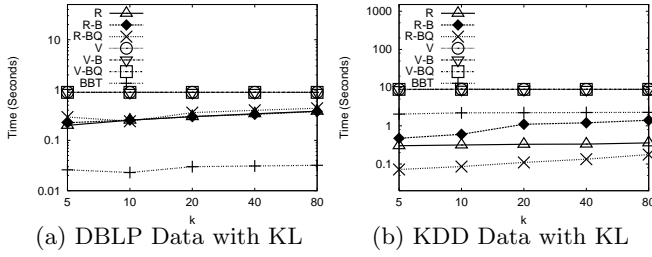 R
R-B
R-BQ
V
V-B
V-BQ
BBT
10
1
0.1
0.01
Time (Seconds)
5 10 20 40 80
k
(a) DBLP Data with KL
R
R-B
R-BQ
V
V-B
V-BQ
BBT
1000
100
10
1
0.1
Time (Seconds)
5 10 20 40 80
k
(b) KDD Data with KL